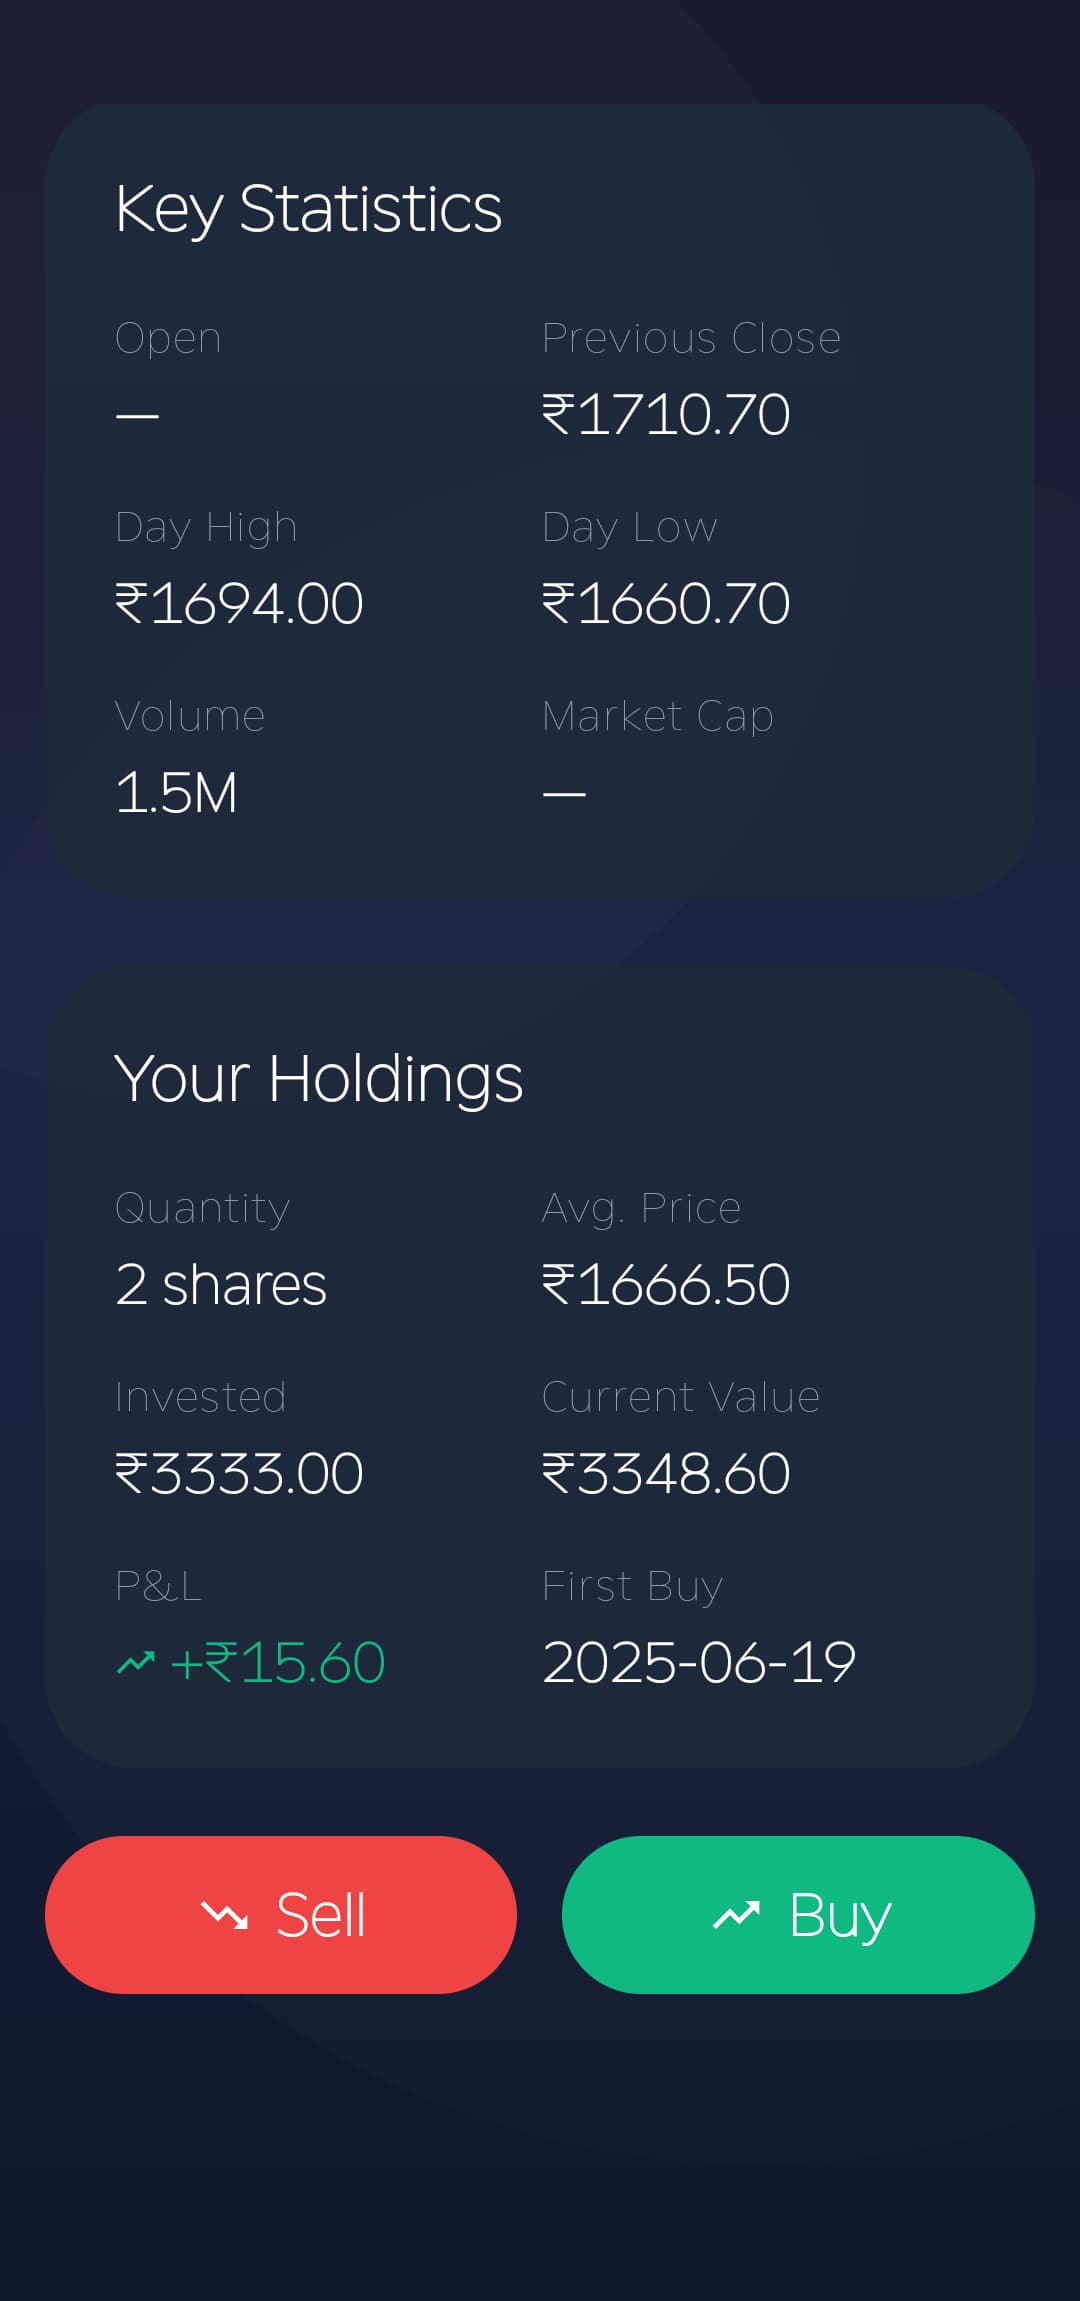 Key Statistics
Open
Previous Close
—
₹1710.70
Day High
Day Low
₹1694.00
₹1660.70
Volume
Market Cap
1.5M
—
Your Holdings
Quantity
Avg. Price
2 shares
₹1666.50
Invested
Current Value
₹3333.00
₹3348.60
P&L
First Buy
+₹15.60
2025-06-19
Sell
Buy